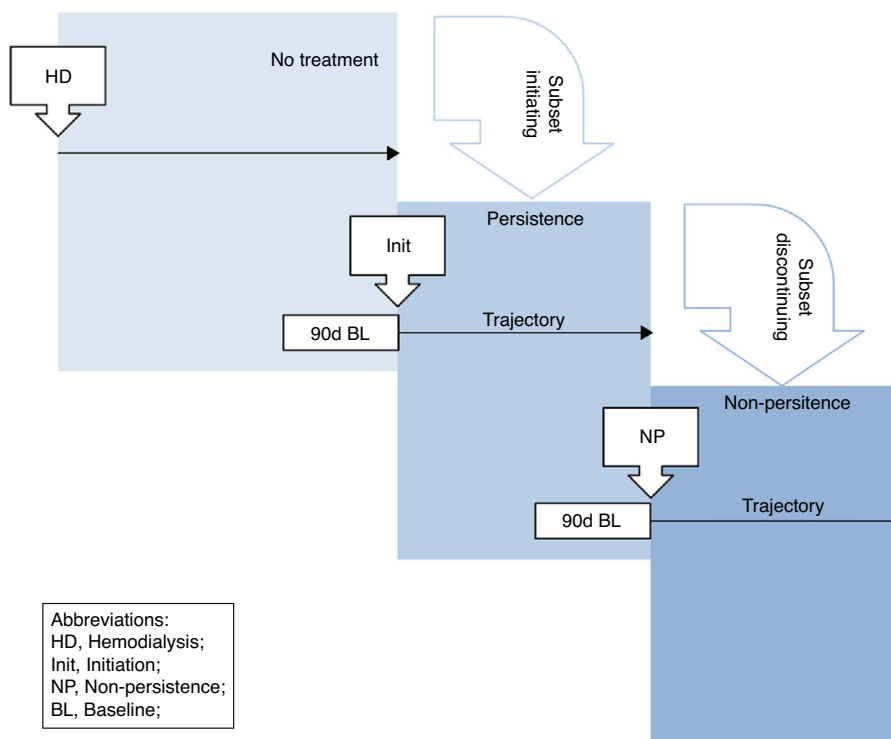 No treatment
HD
Subset
initiating
Persistence
Init
90d BL
Trajectory
Subset
discontinuing
Non-persitence
NP
90d BL
Trajectory
Abbreviations:
HD, Hemodialysis;
Init, Initiation;
NP, Non-persistence;
BL, Baseline;